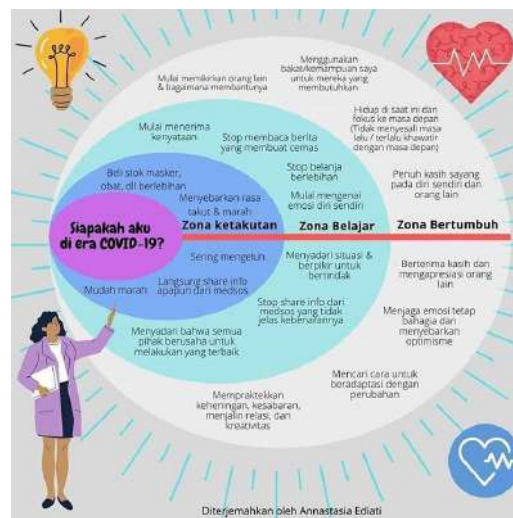 Menggunakan
bakat/kemampuan saya
untuk mereka yang
membutuhkan
Mulai memikirkan orang lain
& bagaimana membantunya
Hidup di saat ini dan
fokus ke masa depan
(Tidak menyesali masa
lalu / terlalu khawatir
dengan masa depan)
Mulai menerima
kenyataan
Stop membaca berita
yang membuat cemas
Stop belanja
berlebihan
Penuh kasih sayang
pada diri sendiri dan
orang lain
Beli stok masker,
obat, dll berlebihan
Mulai mengenai
emosi diri sendiri
Menyebarkan rasa
takut & marah
Siapakah aku
di era COVID-19?
Zona ketakutan
Zona Belajar
Zona Bertumbuh
Sering mengeluh
Menyadari situasi &
berpikir untuk
bertindak
Berterima kasih dan
mengapresiasi orang
lain
Mudah marah
Langsung share info
apapun dari medsos
Stop share info dari
medsos yang tidak
jelas kebenarannya
Menjaga emosi tetap
bahagia dan
menyebarkan
optimisme
Menyadari bahwa semua
pihak berusaha untuk
melakukan yang terbaik
Mencari cara untuk
beradaptasi dengan
perubahan
Mempraktekkan
keheningan, kesabaran,
menjalin relasi, dan
kreativitas
Diterjemahkan oleh Annastasia Ediati